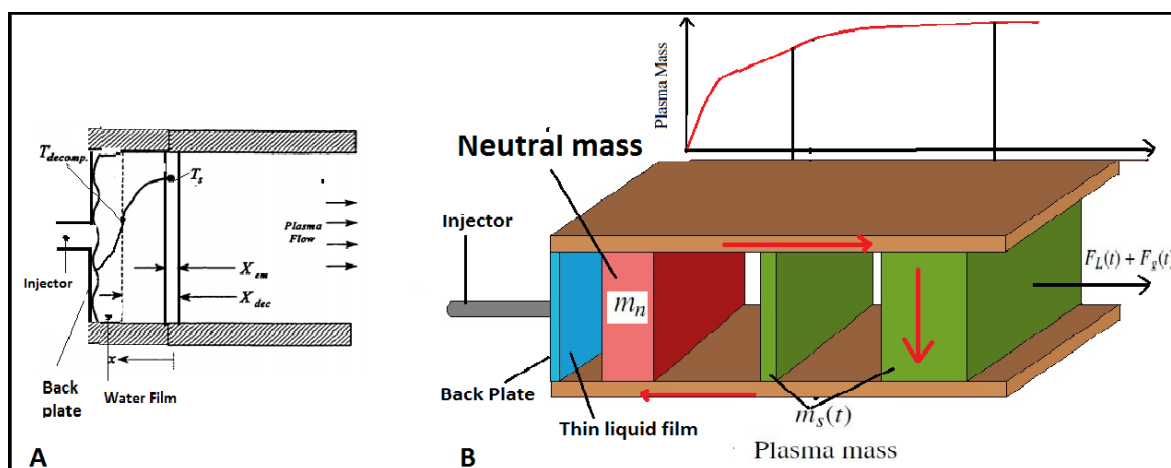 T_decomp.
T_s
Plasma
Flow
Injector
X_em
X_dec
x
Back
plate
Water Film
A
Plasma Mass
Neutral mass
Injector
m_n
F_L(t) + F_g(t)
Back Plate
Thin liquid film
m_s(t)
Plasma mass
B